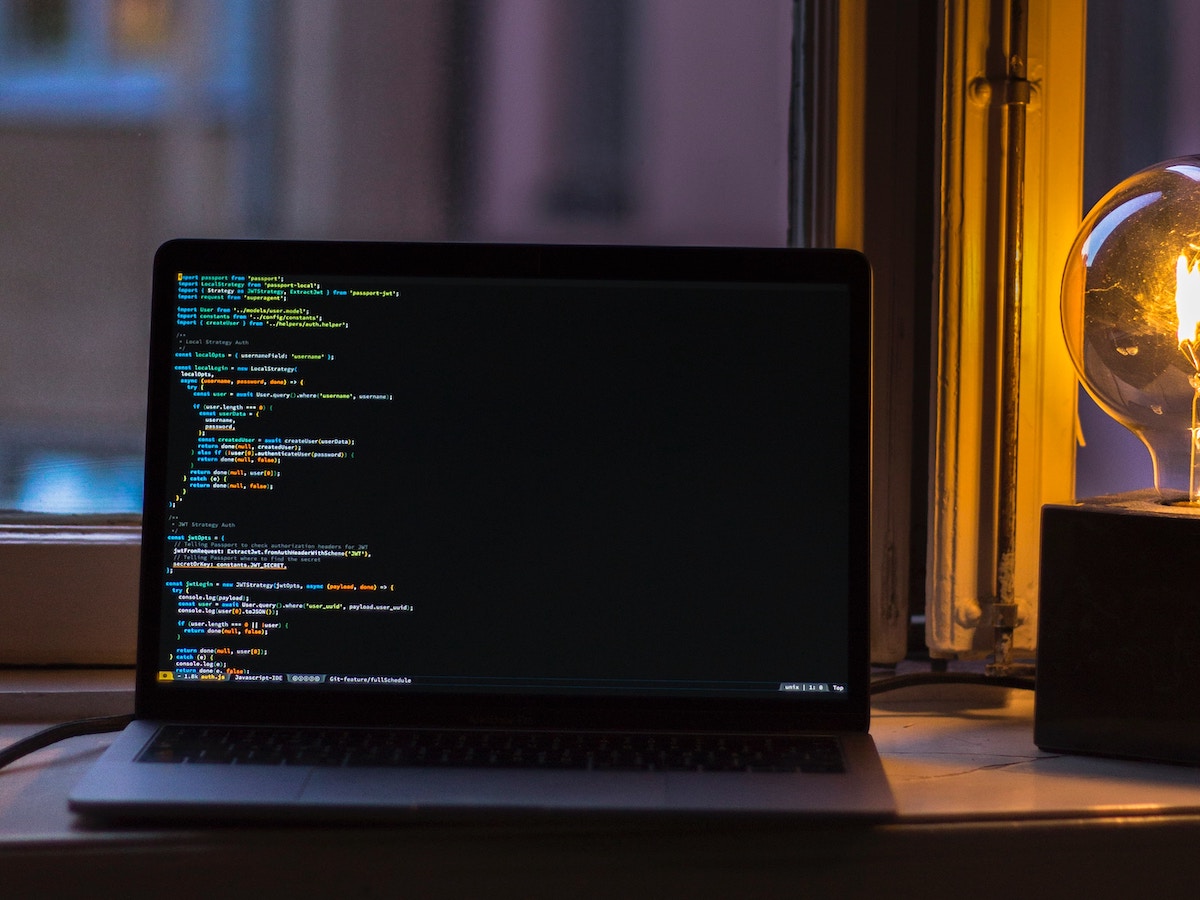 import passport from 'passport';
import LocalStrategy from 'passport-local';
import { Strategy as JWTStrategy, ExtractJwt } from 'passport-jwt';
import request from 'superagent';
import User from '../models/user.model';
import constants from '../config/constants';
import { createUser } from '../helpers/auth.helper';
/**
* Local Strategy Auth
*/
const localOpts = { usernameField: 'username' };
const localLogin = new LocalStrategy(
localOpts,
async (username, password, done) => {
try {
const user = await User.query().where('username', username);
if (user.length === 0) {
const userData = {
username,
password,
};
const createdUser = await createUser(userData);
return done(null, createdUser);
} else if (!user[0].authenticateUser(password)) {
return done(null, false);
}
return done(null, user[0]);
} catch (e) {
return done(null, false);
}
},
);
/**
* JWT Strategy Auth
*/
const jwtOpts = {
// Telling Passport to check authorization headers for JWT
jwtFromRequest: ExtractJwt.fromAuthHeaderWithScheme('JWT'),
// Telling Passport where to find the secret
secretOrKey: constants.JWT_SECRET,
};
const jwtLogin = new JWTStrategy(jwtOpts, async (payload, done) => {
try {
console.log(payload);
const user = await User.query().where('user_uuid', payload.user_uuid);
console.log(user[0].toJSON());
if (user.length === 0 || !user) {
return done(null, false);
}
return done(null, user[0]);
} catch (e) {
console.log(e);
return done(e, false);
- 1.8k auth.js Javascript-IDE Git-feature/fullSchedule unix | 1: 0 Top